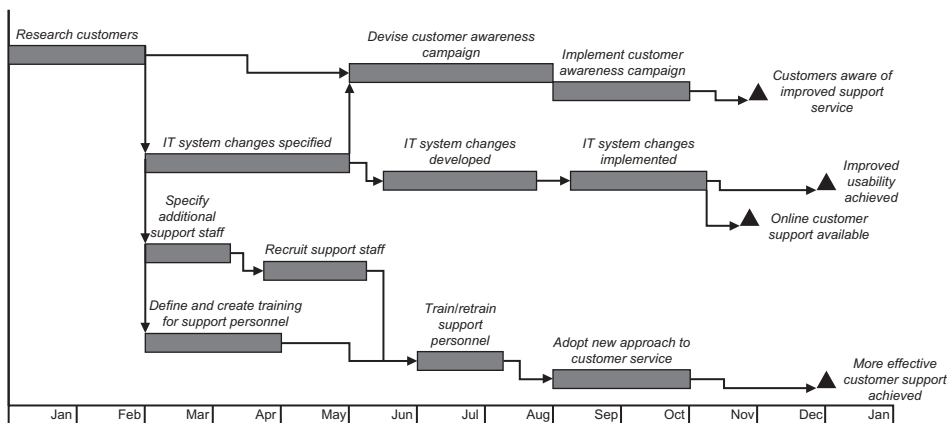 Research customers
Devise customer awareness
campaign
Implement customer
awareness campaign
Customers aware of
improved support
service
IT system changes specified
IT system changes
developed
IT system changes
implemented
Improved
usability
achieved
Specify
additional
support staff
Online customer
support available
Recruit support staff
Define and create training
for support personnel
Train/retrain
support
personnel
Adopt new approach to
customer service
More effective
customer support
achieved
Jan Feb Mar Apr May Jun Jul Aug Sep Oct Nov Dec Jan